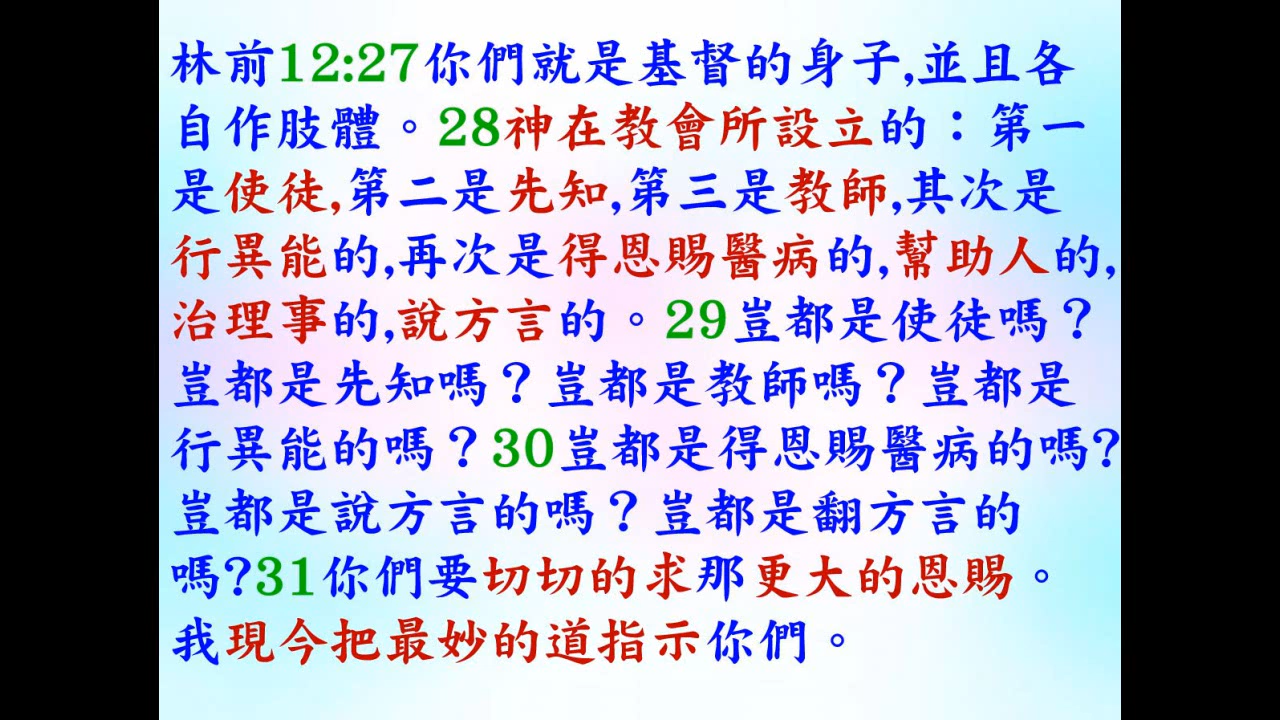 林前12:27你們就是基督的身子,並且各
自作肢體。28神在教會所設立的：第一
是使徒,第二是先知,第三是教師,其次是
行異能的,再次是得恩賜醫病的,幫助人的,
治理事的,說方言的。29豈都是使徒嗎？
豈都是先知嗎？豈都是教師嗎？豈都是
行異能的嗎？30豈都是得恩賜醫病的嗎?
豈都是說方言的嗎？豈都是翻方言的
嗎?31你們要切切的求那更大的恩賜。
我現今把最妙的道指示你們。